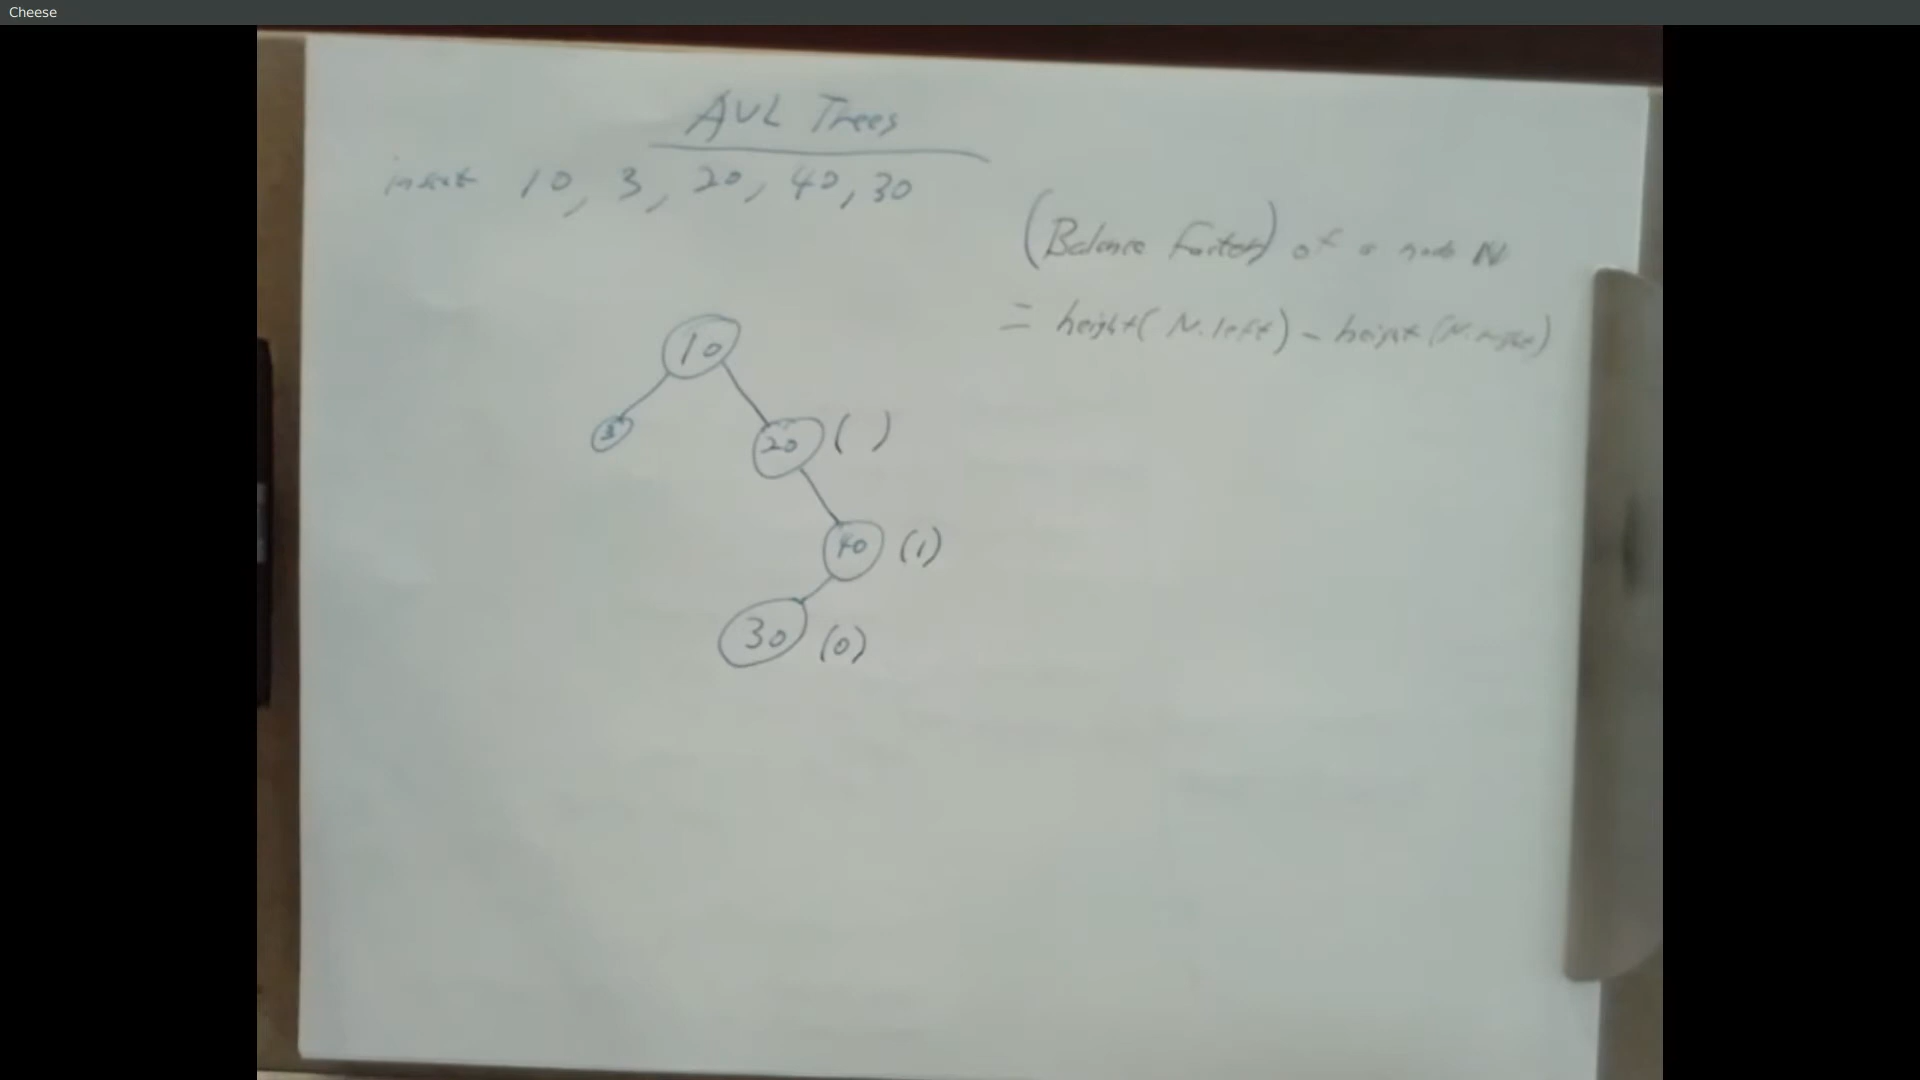 Cheese
AVL Trees
insert 10, 3, 20, 40, 30
(Balance Factor) of a node N
= height(N.left) - height(N.right)
10
3
20 ( )
40 (1)
30 (0)